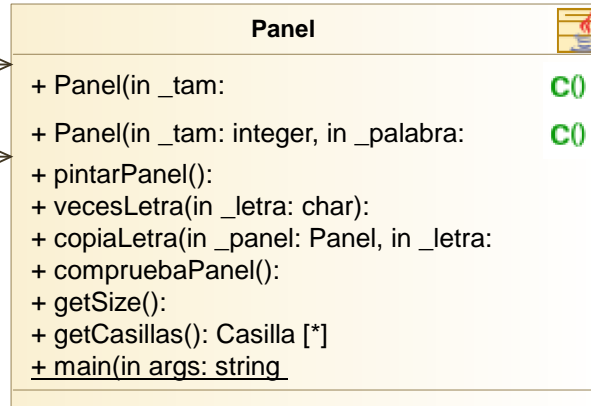 Panel
+ Panel(in _tam:
C()
+ Panel(in _tam: integer, in _palabra:
C()
+ pintarPanel():
+ vecesLetra(in _letra: char):
+ copiaLetra(in _panel: Panel, in _letra:
+ compruebaPanel():
+ getSize():
+ getCasillas(): Casilla [*]
+ main(in args: string